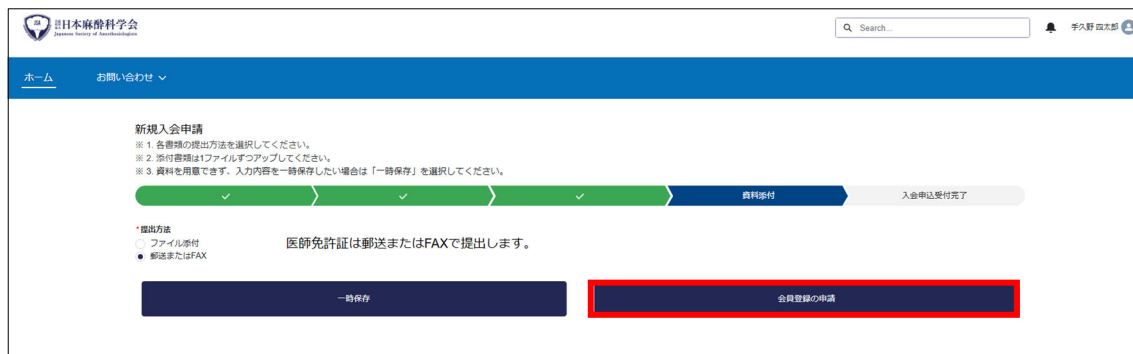 公益社団法人日本麻酔科学会
Japanese Society of Anesthesiologists
Search...
手久野 四太郎
ホーム
お問い合わせ
新規入会申請
※ 1. 各書類の提出方法を選択してください。
※ 2. 添付書類は1ファイルずつアップしてください。
※ 3. 資料を用意できず、入力内容を一時保存したい場合は「一時保存」を選択してください。
資料添付
入会申込受付完了
*提出方法
ファイル添付
郵送またはFAX
医師免許証は郵送またはFAXで提出します。
一時保存
会員登録の申請